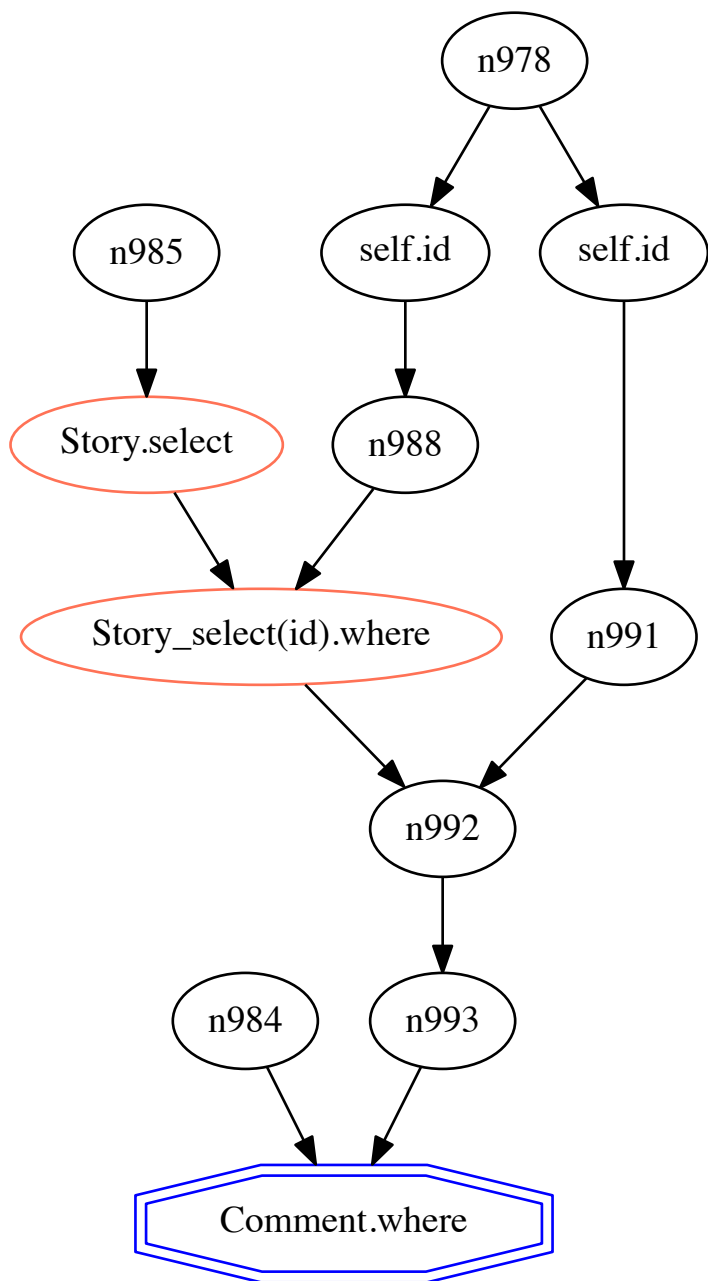 n978
n985
self.id
self.id
Story.select
n988
Story_select(id).where
n991
n992
n984
n993
Comment.where